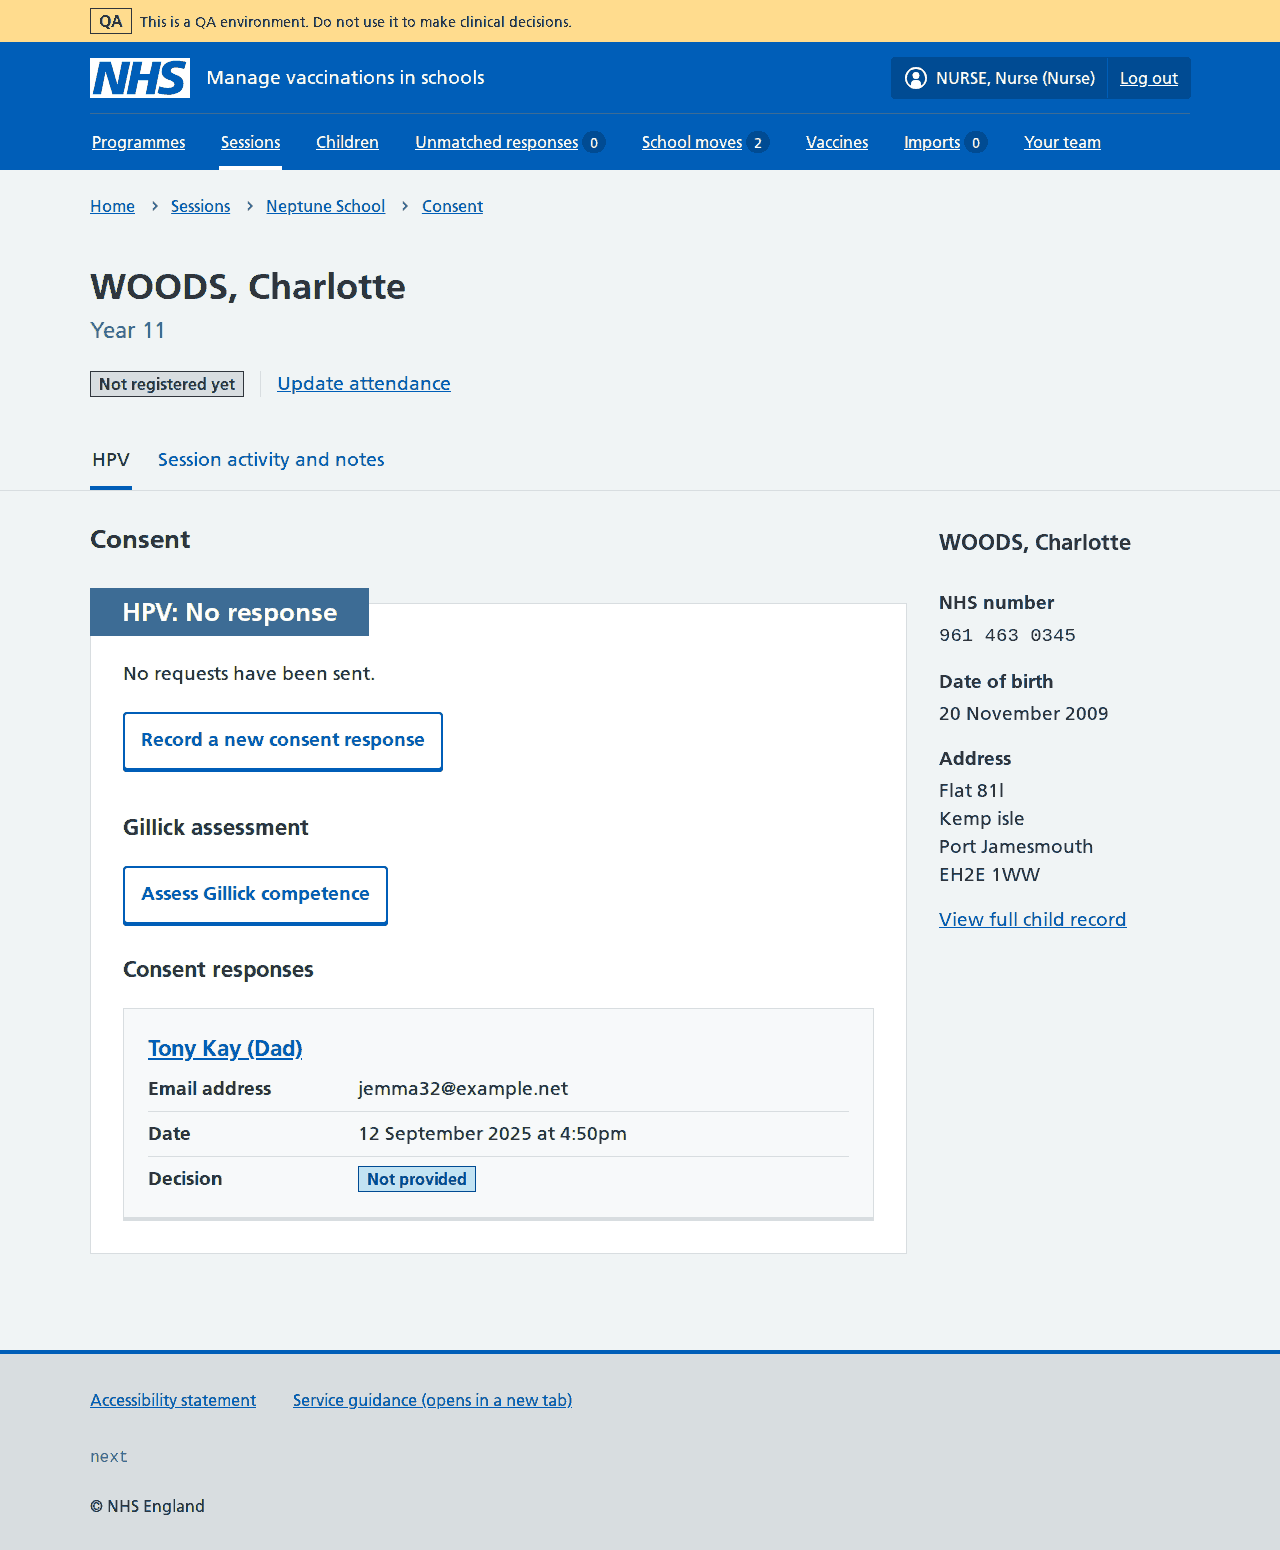 QA This is a QA environment. Do not use it to make clinical decisions.
NHS Manage vaccinations in schools NURSE, Nurse (Nurse) Log out
Programmes Sessions Children Unmatched responses 0 School moves 2 Vaccines Imports 0 Your team
Home Sessions Neptune School Consent
WOODS, Charlotte
Year 11
Not registered yet Update attendance
HPV Session activity and notes
Consent
HPV: No response
No requests have been sent.
Record a new consent response
Gillick assessment
Assess Gillick competence
Consent responses
Tony Kay (Dad)
Email address jemma32@example.net
Date 12 September 2025 at 4:50pm
Decision Not provided
WOODS, Charlotte
NHS number
961 463 0345
Date of birth
20 November 2009
Address
Flat 81l
Kemp isle
Port Jamesmouth
EH2E 1WW
View full child record
Accessibility statement Service guidance (opens in a new tab)
next
© NHS England